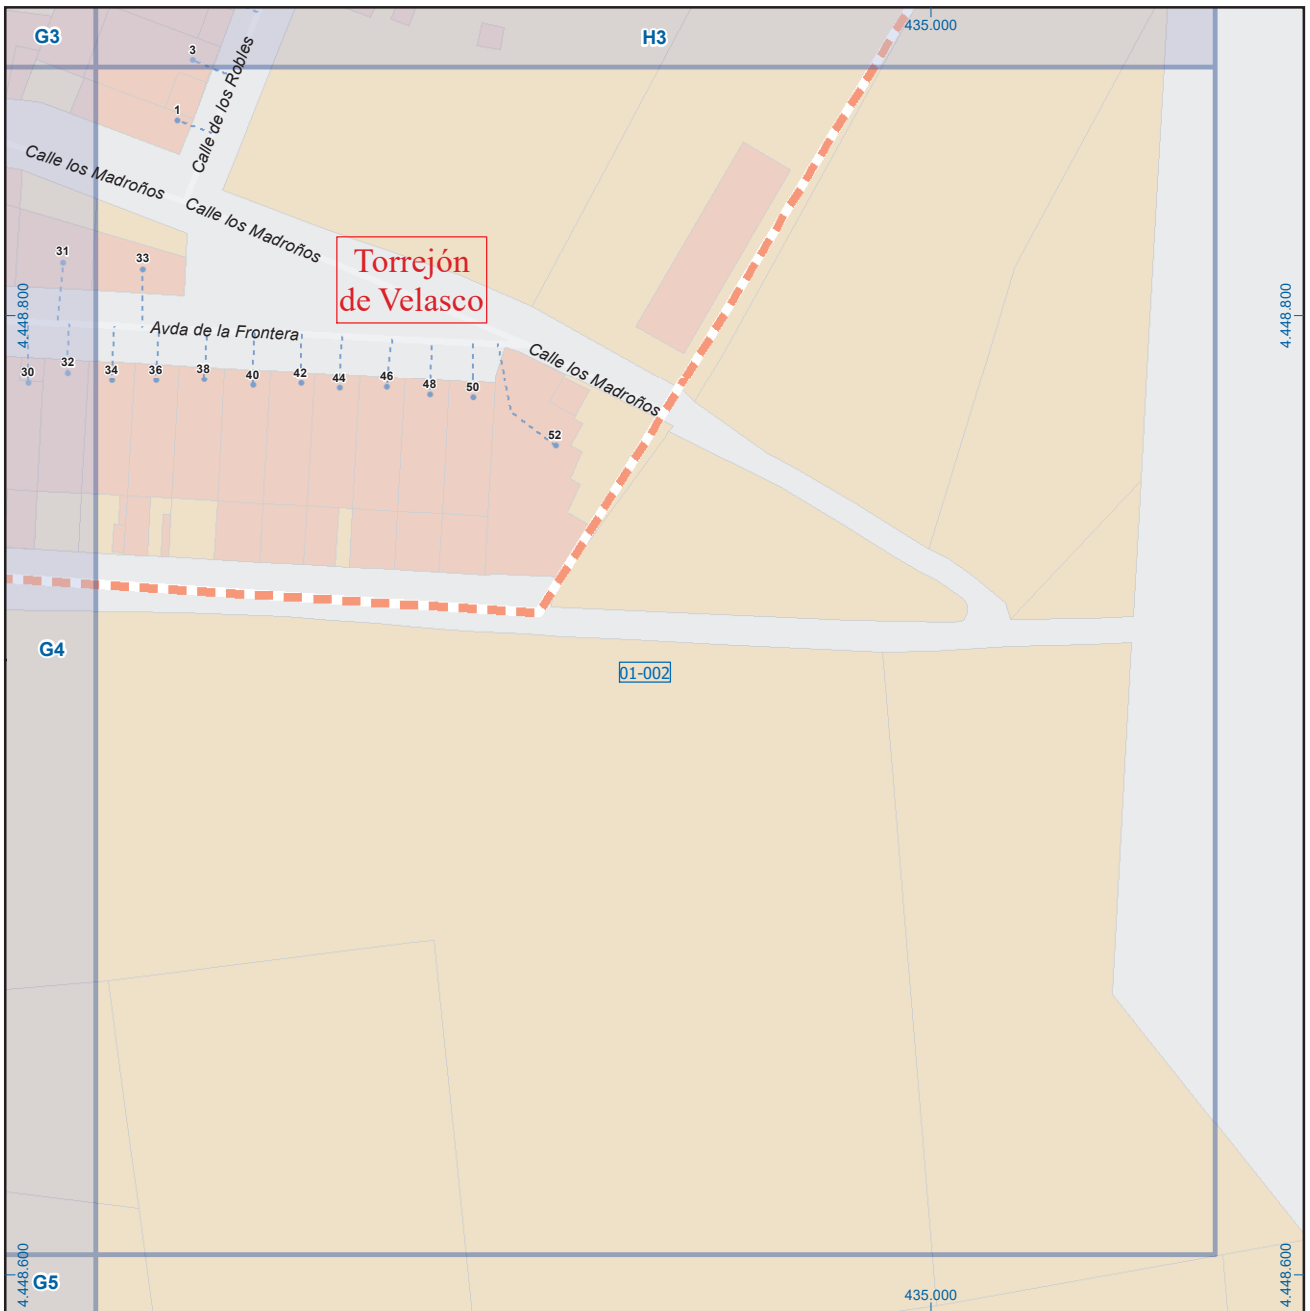 G3
H3
435.000
3
1
Calle de los Robles
Calle los Madroños
Calle los Madroños
31
33
Torrejón
de Velasco
4.448.800
4.448.800
Avda de la Frontera
Calle los Madroños
30
32
34
36
38
40
42
44
46
48
50
52
G4
01-002
4.448.600
G5
435.000
4.448.600